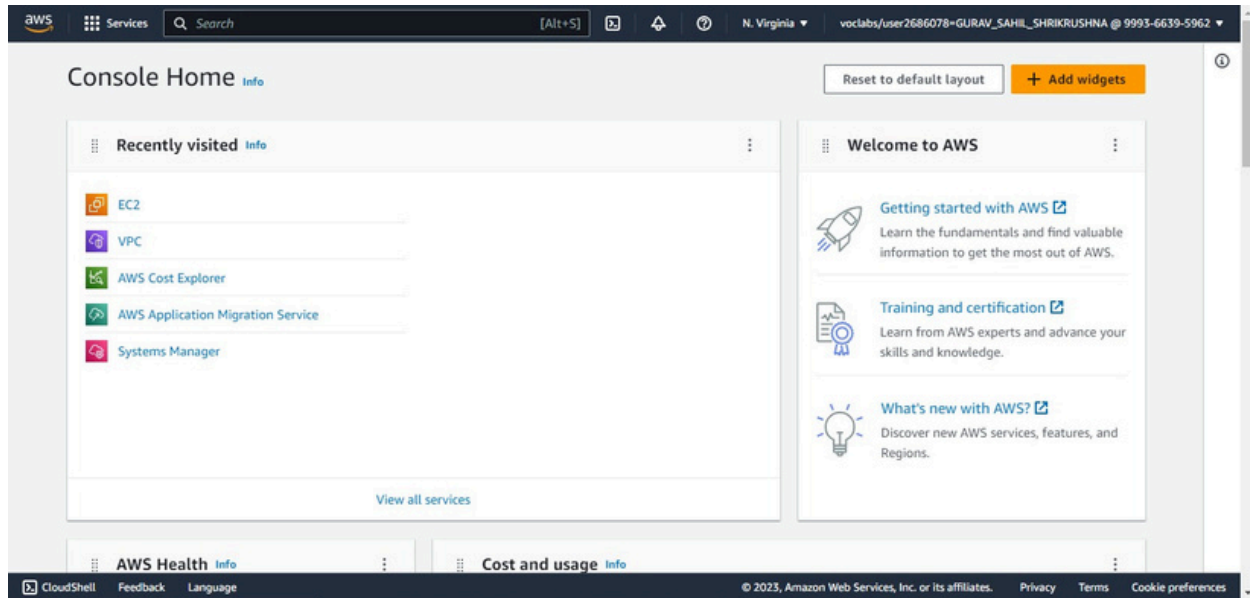 aws Services Search [Alt+S] N. Virginia ▼ voclabs/user2686078=GURAV_SAHIL_SHRIKRUSHNA @ 9993-6639-5962 ▼
Console Home Info
Reset to default layout
+ Add widgets
Recently visited Info
EC2
VPC
AWS Cost Explorer
AWS Application Migration Service
Systems Manager
View all services
Welcome to AWS
Getting started with AWS
Learn the fundamentals and find valuable
information to get the most out of AWS.
Training and certification
Learn from AWS experts and advance your
skills and knowledge.
What's new with AWS?
Discover new AWS services, features, and
Regions.
AWS Health Info
Cost and usage Info
CloudShell Feedback Language © 2023, Amazon Web Services, Inc. or its affiliates. Privacy Terms Cookie preferences